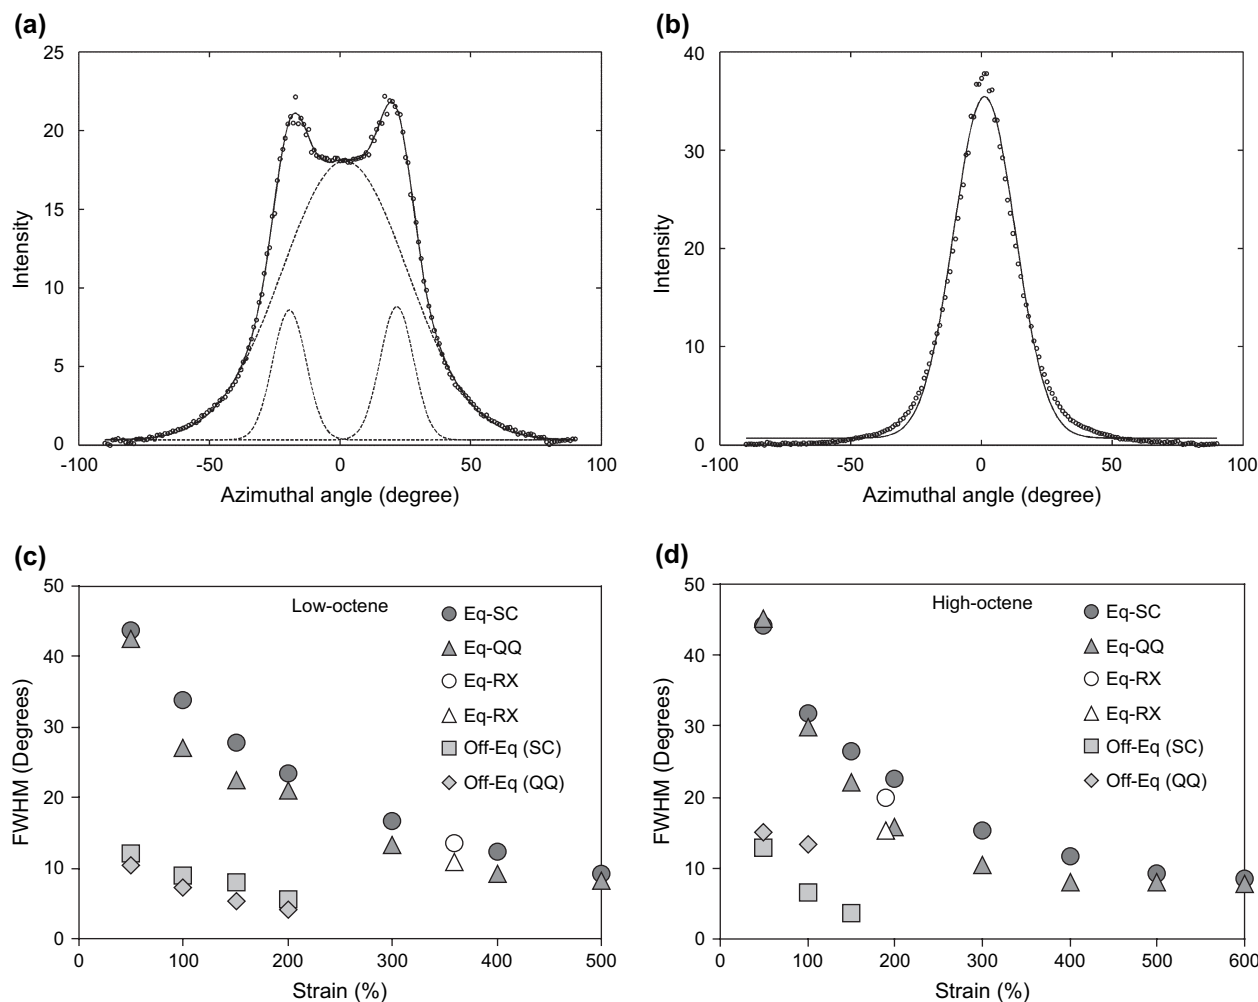 (a)
25
20
15
10
5
0
-100
-50
0
50
100
Intensity
Azimuthal angle (degree)
(b)
40
30
20
10
0
-100
-50
0
50
100
Intensity
Azimuthal angle (degree)
(c)
50
40
30
20
10
0
0
100
200
300
400
500
FWHM (Degrees)
Strain (%)
Low-octene
Eq-SC
Eq-QQ
Eq-RX
Eq-RX
Off-Eq (SC)
Off-Eq (QQ)
(d)
50
40
30
20
10
0
0
100
200
300
400
500
600
FWHM (Degrees)
Strain (%)
High-octene
Eq-SC
Eq-QQ
Eq-RX
Eq-RX
Off-Eq (SC)
Off-Eq (QQ)